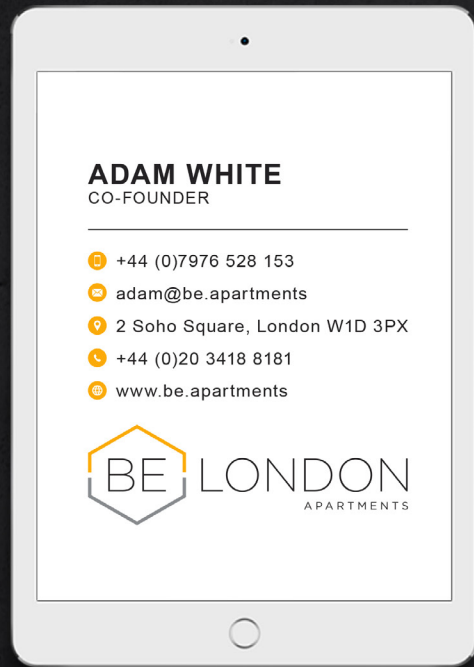 ADAM WHITE
CO-FOUNDER
+44 (0)7976 528 153
adam@be.apartments
2 Soho Square, London W1D 3PX
+44 (0)20 3418 8181
www.be.apartments
BE LONDON
APARTMENTS